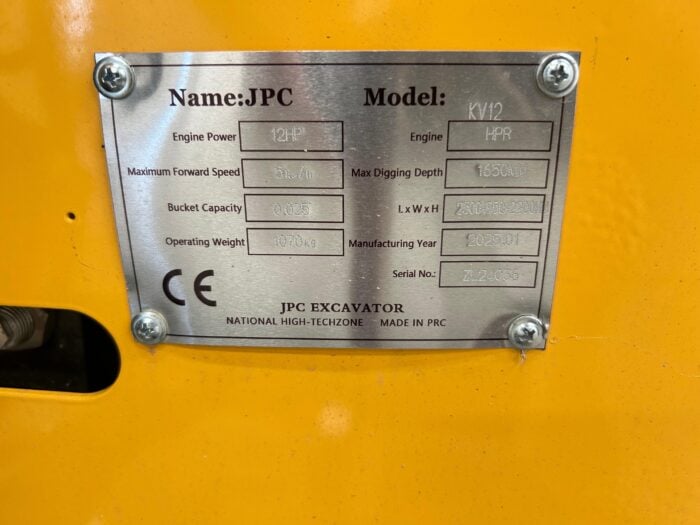 Name:JPC Model: KV12
Engine Power 12HP Engine HPR
Maximum Forward Speed Max Digging Depth 1650
Bucket Capacity 0.025 L x W x H
Operating Weight 1070kg Manufacturing Year 2025.01
Serial No.:
CE
JPC EXCAVATOR
NATIONAL HIGH-TECHZONE MADE IN PRC